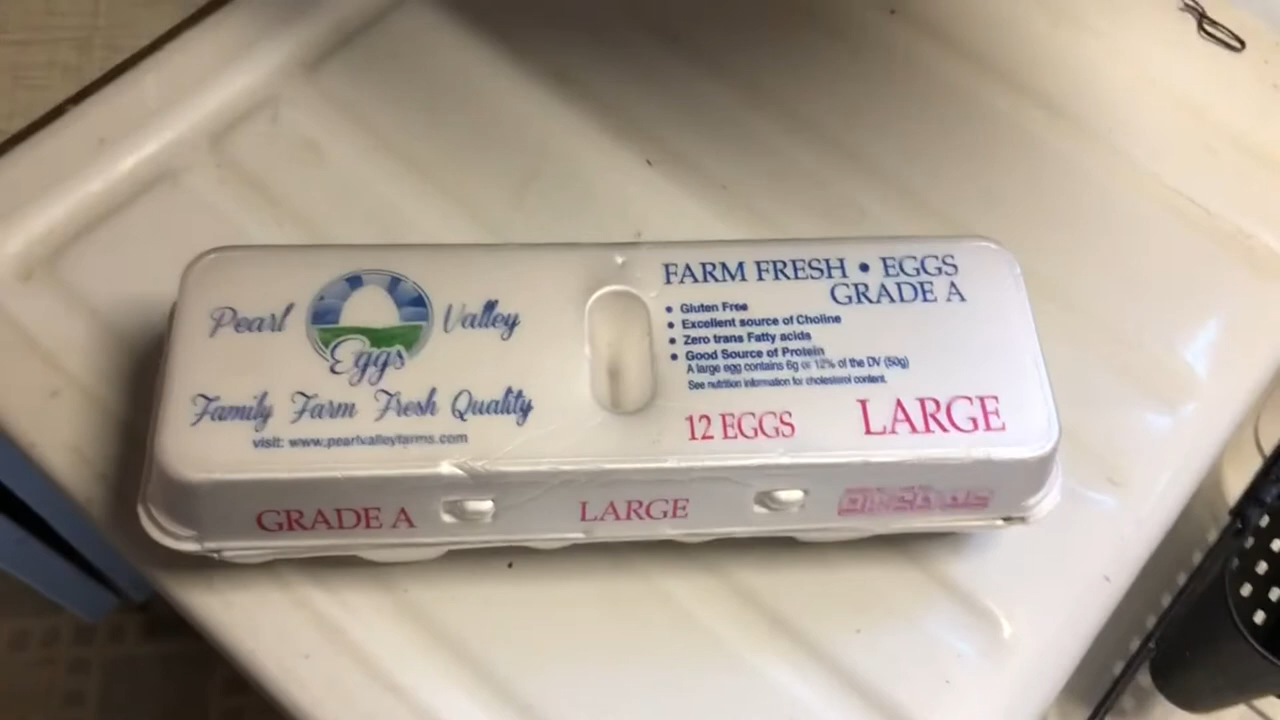 Pearl Valley
Eggs
Family Farm Fresh Quality
visit: www.pearlvalleyfarms.com
FARM FRESH • EGGS
GRADE A
• Gluten Free
• Excellent source of Choline
• Zero trans Fatty acids
• Good Source of Protein
A large egg contains 6g or 12% of the DV (50g)
See nutrition information for cholesterol content.
12 EGGS LARGE
GRADE A LARGE